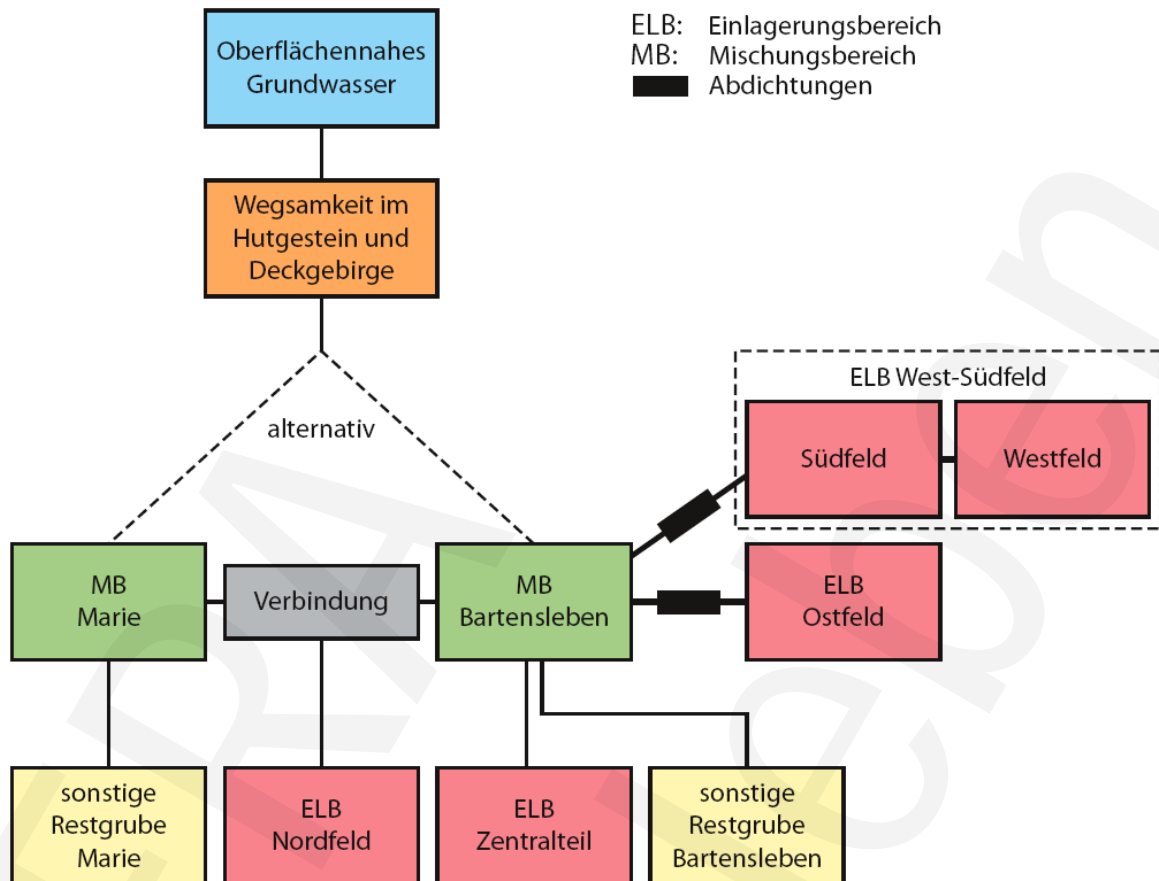 Oberflächennahes
Grundwasser
ELB: Einlagerungsbereich
MB: Mischungsbereich
Abdichtungen
Wegsamkeit im
Hutgestein und
Deckgebirge
alternativ
ELB West-Südfeld
Südfeld
Westfeld
MB
Marie
Verbindung
MB
Bartensleben
ELB
Ostfeld
sonstige
Restgrube
Marie
ELB
Nordfeld
ELB
Zentralteil
sonstige
Restgrube
Bartensleben